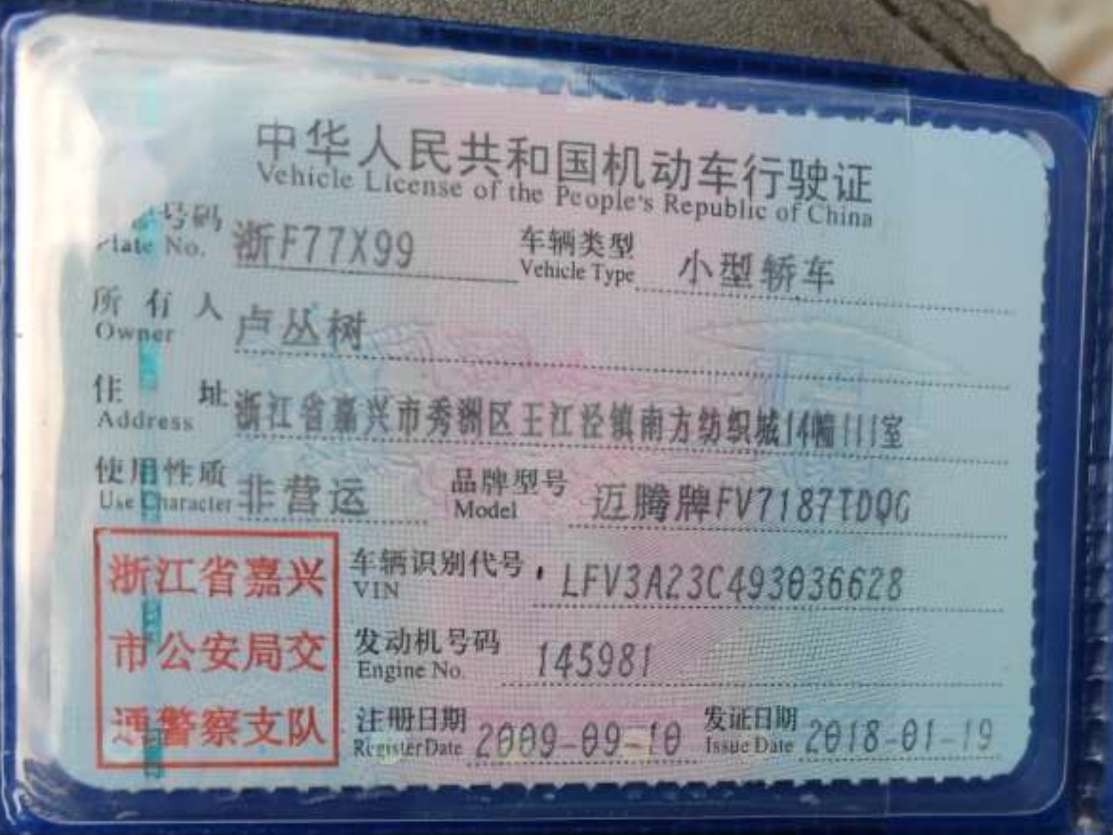 中华人民共和国机动车行驶证
Vehicle License of the People's Republic of China
号码 浙F77X99 车辆类型 小型轿车
Plate No. Vehicle Type
所有人 卢丛树
Owner
住址 浙江省嘉兴市秀洲区王江泾镇南方纺织城14幢111室
Address
使用性质 非营运 品牌型号 迈腾牌FV7187TDQG
Use Character Model
浙江省嘉兴 车辆识别代号 LFV3A23C493036628
VIN
市公安局交 发动机号码 145981
Engine No.
通警察支队 注册日期 2009-09-10 发证日期 2018-01-19
Register Date Issue Date